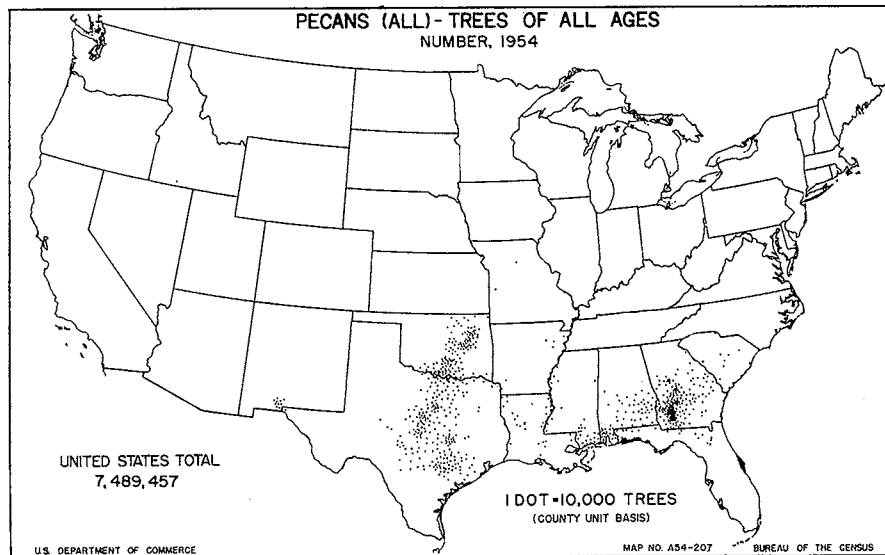 PECANS (ALL)-TREES OF ALL AGES
NUMBER, 1954
UNITED STATES TOTAL
7,489,457
1 DOT=10,000 TREES
(COUNTY UNIT BASIS)
U.S. DEPARTMENT OF COMMERCE
MAP NO. A54-207
BUREAU OF THE CENSUS